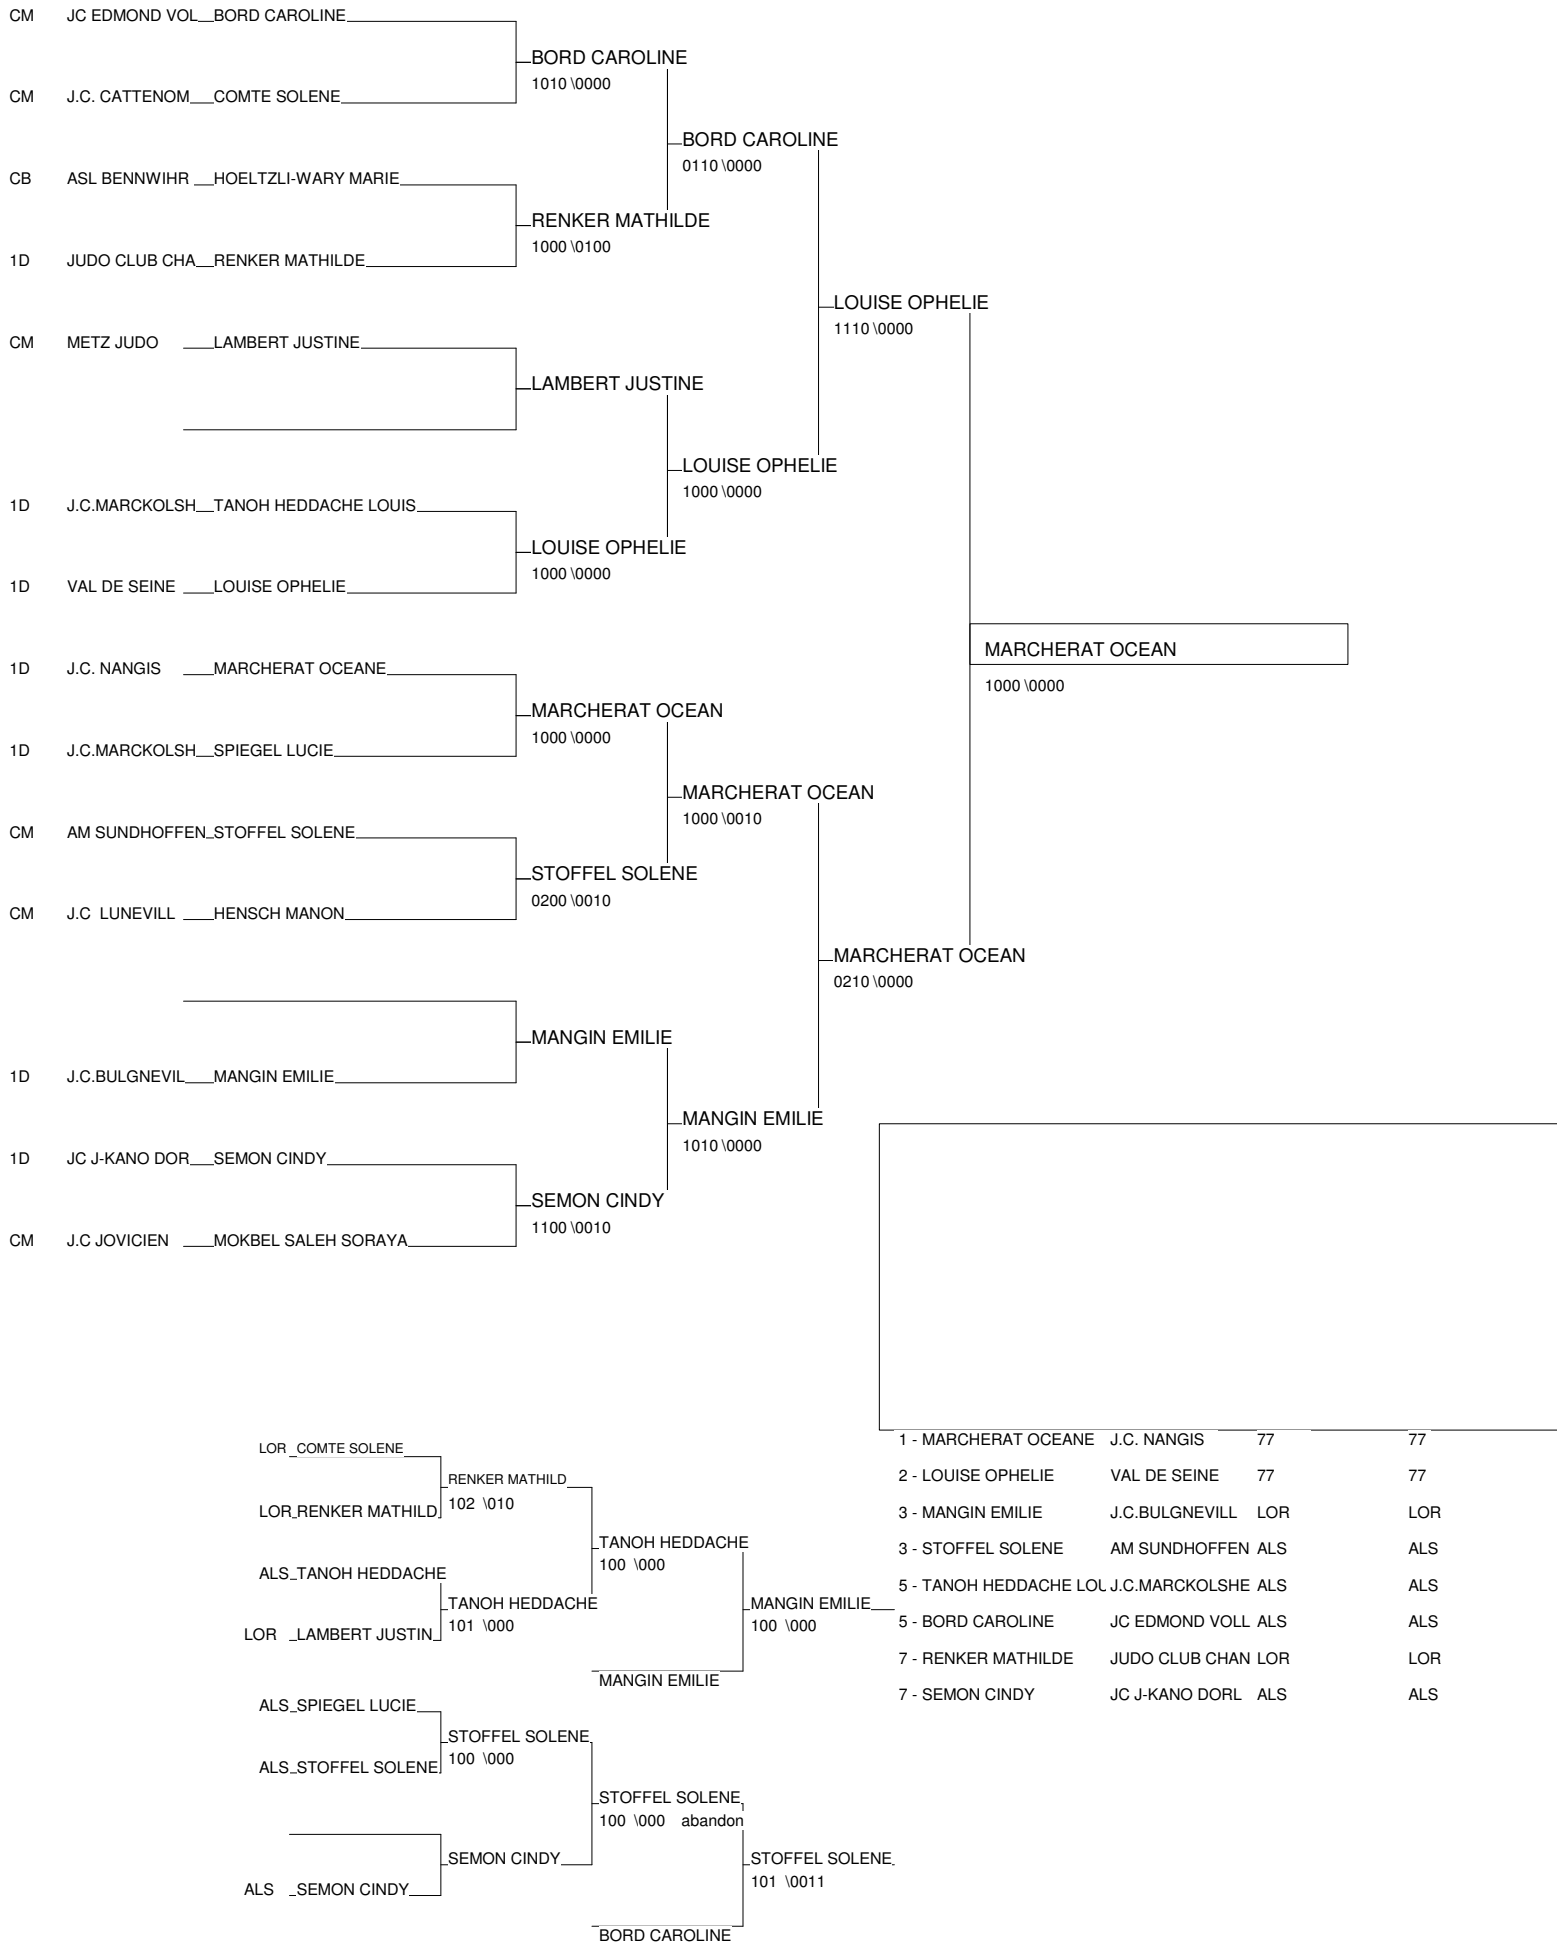 CM JC EDMOND VOL BORD CAROLINE
BORD CAROLINE
1010 \0000
CM J.C. CATTENOM COMTE SOLENE
BORD CAROLINE
0110 \0000
CB ASL BENNWIHR HOELTZLI-WARY MARIE
RENKER MATHILDE
1000 \0100
1D JUDO CLUB CHA RENKER MATHILDE
LOUISE OPHELIE
1110 \0000
CM METZ JUDO LAMBERT JUSTINE
LAMBERT JUSTINE
LOUISE OPHELIE
1000 \0000
1D J.C.MARCKOLSH TANOH HEDDACHE LOUIS
LOUISE OPHELIE
1000 \0000
1D VAL DE SEINE LOUISE OPHELIE
MARCHERAT OCEAN
1000 \0000
1D J.C. NANGIS MARCHERAT OCEANE
MARCHERAT OCEAN
1000 \0000
1D J.C.MARCKOLSH SPIEGEL LUCIE
MARCHERAT OCEAN
1000 \0010
CM AM SUNDHOFFEN STOFFEL SOLENE
STOFFEL SOLENE
0200 \0010
CM J.C LUNEVILL HENSCH MANON
MARCHERAT OCEAN
0210 \0000
MANGIN EMILIE
1D J.C.BULGNEVIL MANGIN EMILIE
MANGIN EMILIE
1010 \0000
1D JC J-KANO DOR SEMON CINDY
SEMON CINDY
1100 \0010
CM J.C JOVICIEN MOKBEL SALEH SORAYA
1 - MARCHERAT OCEANE J.C. NANGIS 77 77
2 - LOUISE OPHELIE VAL DE SEINE 77 77
3 - MANGIN EMILIE J.C.BULGNEVILL LOR LOR
3 - STOFFEL SOLENE AM SUNDHOFFEN ALS ALS
5 - TANOH HEDDACHE LOU J.C.MARCKOLSHE ALS ALS
5 - BORD CAROLINE JC EDMOND VOLL ALS ALS
7 - RENKER MATHILDE JUDO CLUB CHAN LOR LOR
7 - SEMON CINDY JC J-KANO DORL ALS ALS
LOR COMTE SOLENE
RENKER MATHILD
102 \010
LOR RENKER MATHILD
TANOH HEDDACHE
100 \000
ALS TANOH HEDDACHE
TANOH HEDDACHE
101 \000
LOR LAMBERT JUSTIN
MANGIN EMILIE
100 \000
MANGIN EMILIE
ALS SPIEGEL LUCIE
STOFFEL SOLENE
100 \000
ALS STOFFEL SOLENE
STOFFEL SOLENE
100 \000 abandon
SEMON CINDY
ALS SEMON CINDY
STOFFEL SOLENE
101 \0011
BORD CAROLINE